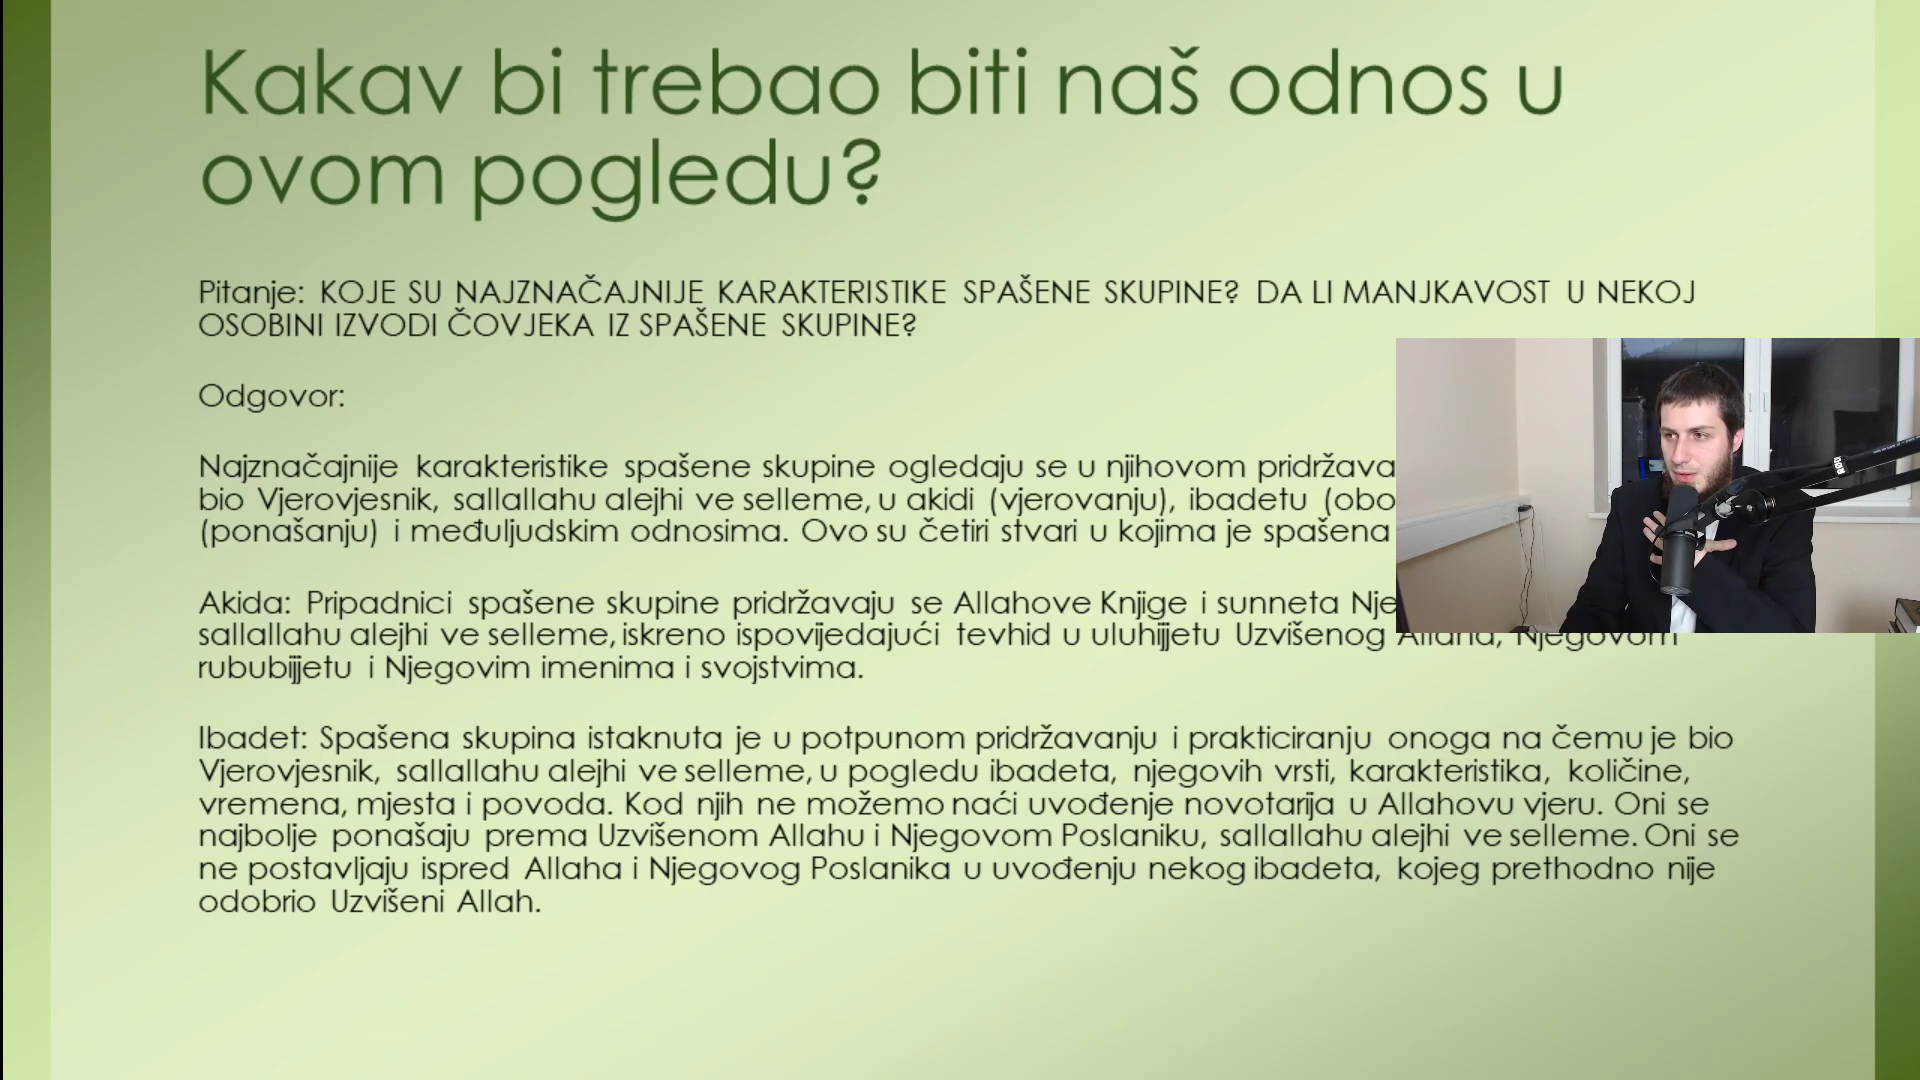 Kakav bi trebao biti naš odnos u
ovom pogledu?
Pitanje: KOJE SU NAJZNAČAJNIJE KARAKTERISTIKE SPAŠENE SKUPINE? DA LI MANJKAVOST U NEKOJ
OSOBINI IZVODI ČOVJEKA IZ SPAŠENE SKUPINE?
Odgovor:
Najznačajnije karakteristike spašene skupine ogledaju se u njihovom
bio Vjerovjesnik, sallallahu alejhi ve selleme, u akidi (vjerovanju), ibadetu
(ponašanju) i međuljudskim odnosima. Ovo su četiri stvari u kojima je spašena
Akida: Pripadnici spašene skupine pridržavaju se Allahove Knjige i sunneta
sallallahu alejhi ve selleme, iskreno ispovijedajući tevhid u uluhijjetu Uzvišenog Allaha, Njegovom
rububijjetu i Njegovim imenima i svojstvima.
Ibadet: Spašena skupina istaknuta je u potpunom pridržavanju i prakticiranju onoga na čemu je bio
Vjerovjesnik, sallallahu alejhi ve selleme, u pogledu ibadeta, njegovih vrsti, karakteristika, količine,
vremena, mjesta i povoda. Kod njih ne možemo naći uvođenje novotarija u Allahovu vjeru. Oni se
najbolje ponašaju prema Uzvišenom Allahu i Njegovom Poslaniku, sallallahu alejhi ve selleme. Oni se
ne postavljaju ispred Allaha i Njegovog Poslanika u uvođenju nekog ibadeta, kojeg prethodno nije
odobrio Uzvišeni Allah.